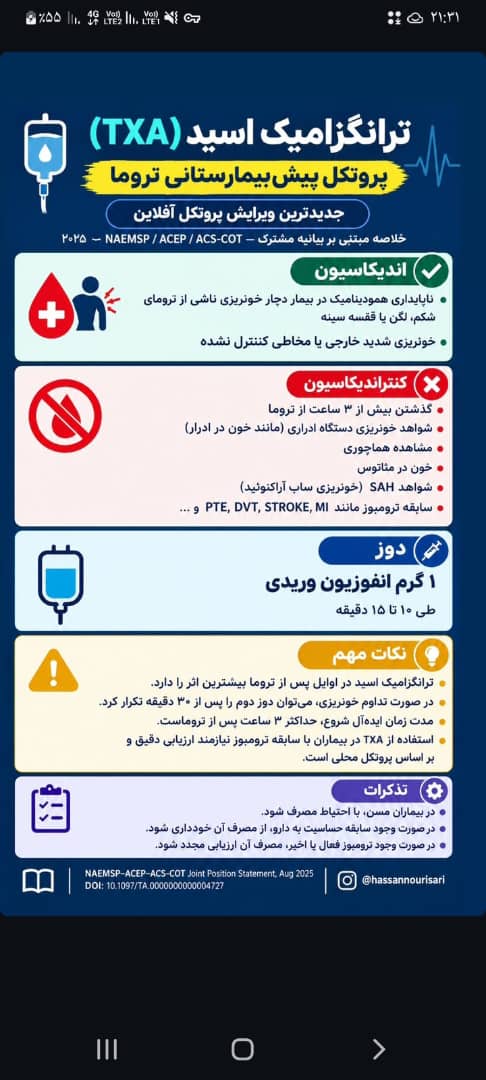 ۲۱:۳۱
٪۵۵
4G
Vo))
LTE2
Vo))
LTE1
ترانگزامیک اسید (TXA)
پروتکل پیش‌بیمارستانی تروما
جدیدترین ویرایش پروتکل آفلاین
خلاصه مبتنی بر بیانیه مشترک – NAEMSP / ACEP / ACS-COT – ۲۰۲۵
اندیکاسیون
ناپایداری همودینامیک در بیمار دچار خونریزی ناشی از ترومای
شکم، لگن یا قفسه سینه
خونریزی شدید خارجی یا مخاطی کنترل نشده
کنتراندیکاسیون
گذشتن بیش از ۳ ساعت از تروما
شواهد خونریزی دستگاه ادراری (مانند خون در ادرار)
مشاهده هماچوری
خون در مثاتوس
شواهد SAH (خونریزی ساب آراکنوئید)
سابقه ترومبوز مانند PTE, DVT, STROKE, MI و ...
دوز
۱ گرم انفوزیون وریدی
طی ۱۰ تا ۱۵ دقیقه
نکات مهم
ترانگزامیک اسید در اوایل پس از تروما بیشترین اثر را دارد.
در صورت تداوم خونریزی، می‌توان دوز دوم را پس از ۳۰ دقیقه تکرار کرد.
مدت زمان ایده‌آل شروع، حداکثر ۳ ساعت پس از تروماست.
استفاده از TXA در بیماران با سابقه ترومبوز نیازمند ارزیابی دقیق و
بر اساس پروتکل محلی است.
تذکرات
در بیماران مسن، با احتیاط مصرف شود.
در صورت وجود سابقه حساسیت به دارو، از مصرف آن خودداری شود.
در صورت وجود ترومبوز فعال یا اخیر، مصرف آن ارزیابی مجدد شود.
NAEMSP–ACEP–ACS-COT Joint Position Statement, Aug 2025
DOI: 10.1097/TA.0000000000004727
@hassannourisari